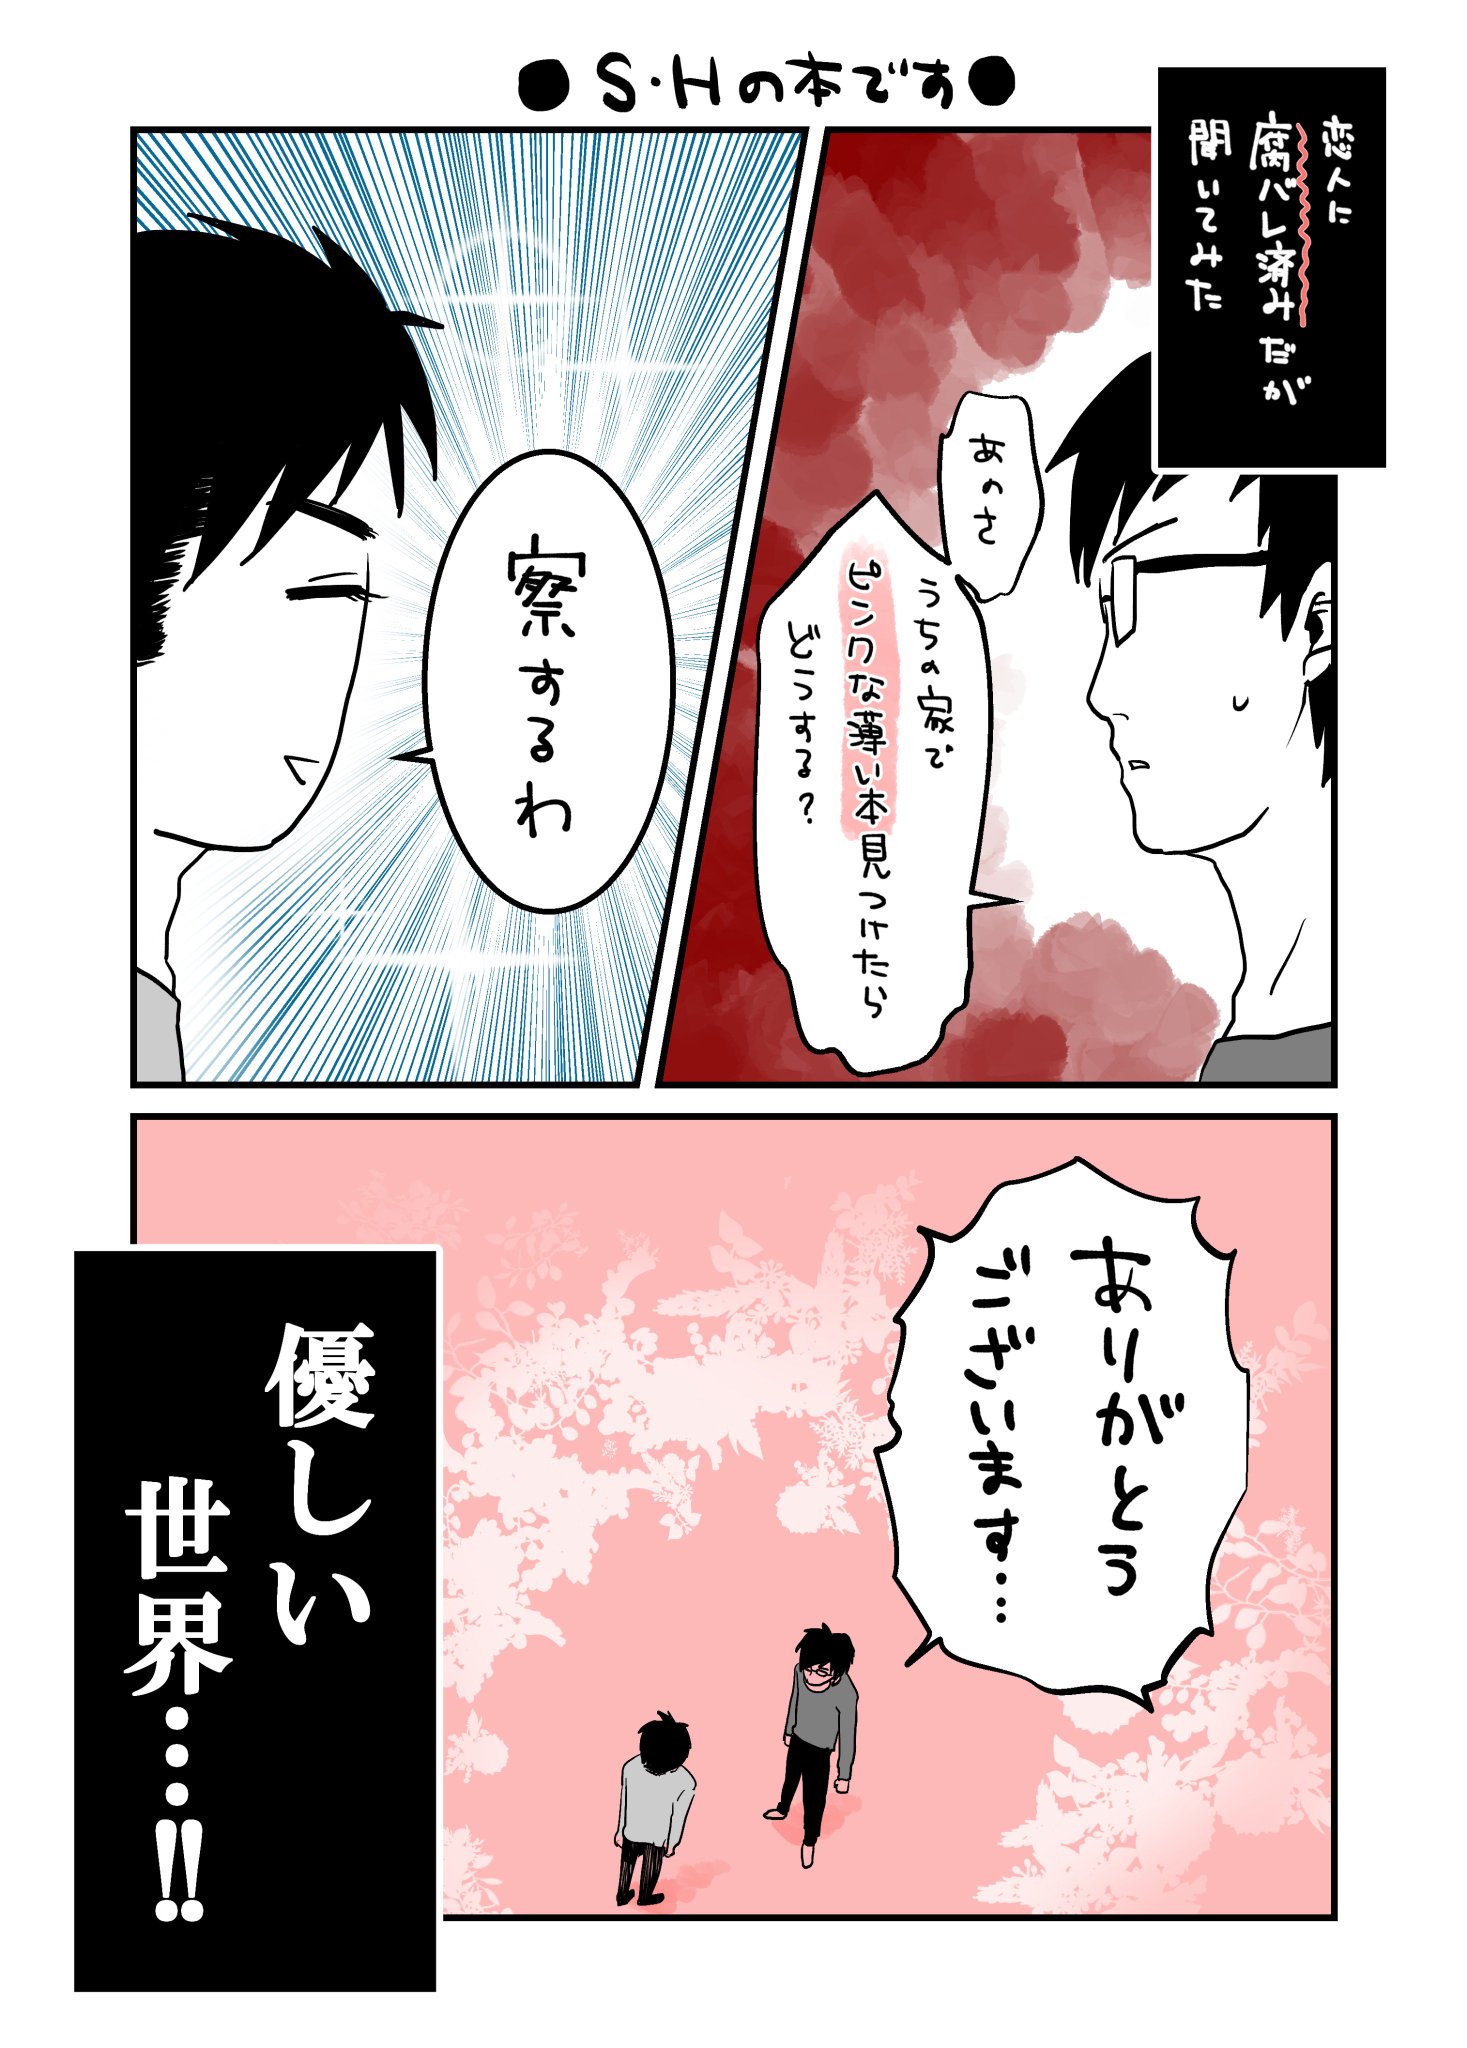 ●S・Hの本です●
恋人に
腐バレ済みだが
聞いてみた
あのさ
うちの家で
ピンクな薄い本見つけたら
どうする?
察するわ
ありがとう
ございます…
優しい
世界…!!